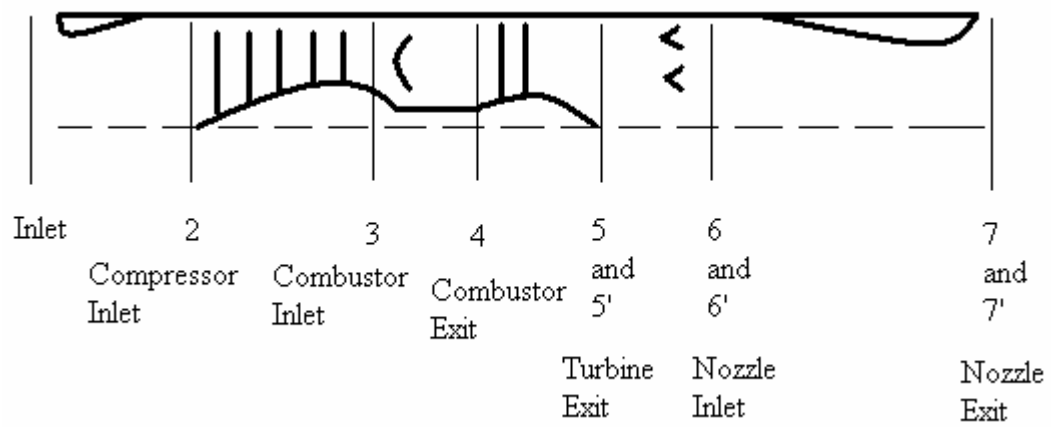 Inlet
2
Compressor
Inlet
3
Combustor
Inlet
4
Combustor
Exit
5
and
5'
Turbine
Exit
6
and
6'
Nozzle
Inlet
7
and
7'
Nozzle
Exit